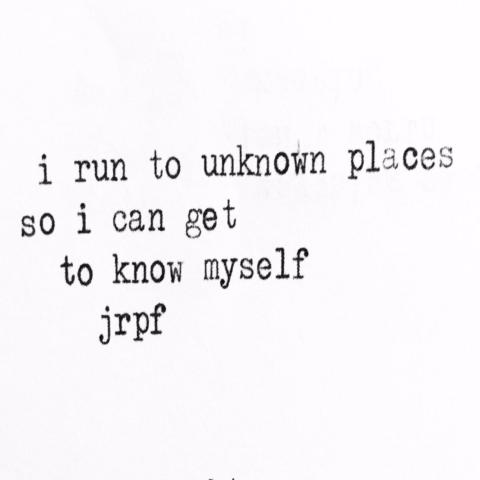 i run to unknown places
so i can get
to know myself
jrpf